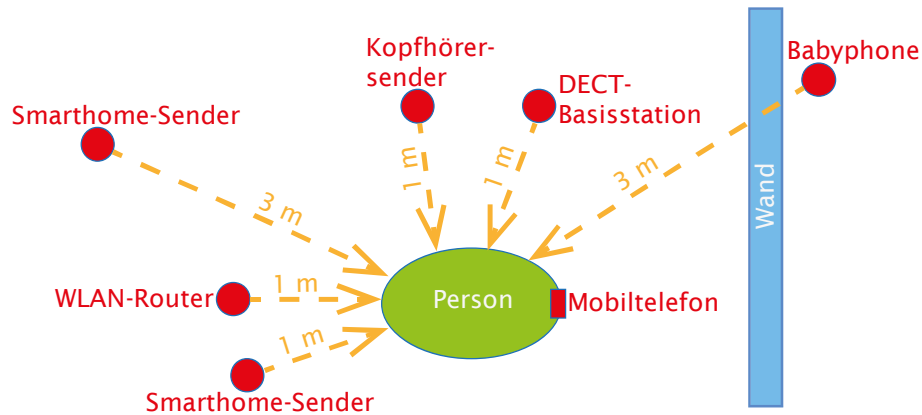 Kopfhörer-
sender
Babyphone
DECT-
Basisstation
Smarthome-Sender
1 m
1 m
3 m
3 m
Wand
WLAN-Router
1 m
Person
Mobiltelefon
1 m
Smarthome-Sender